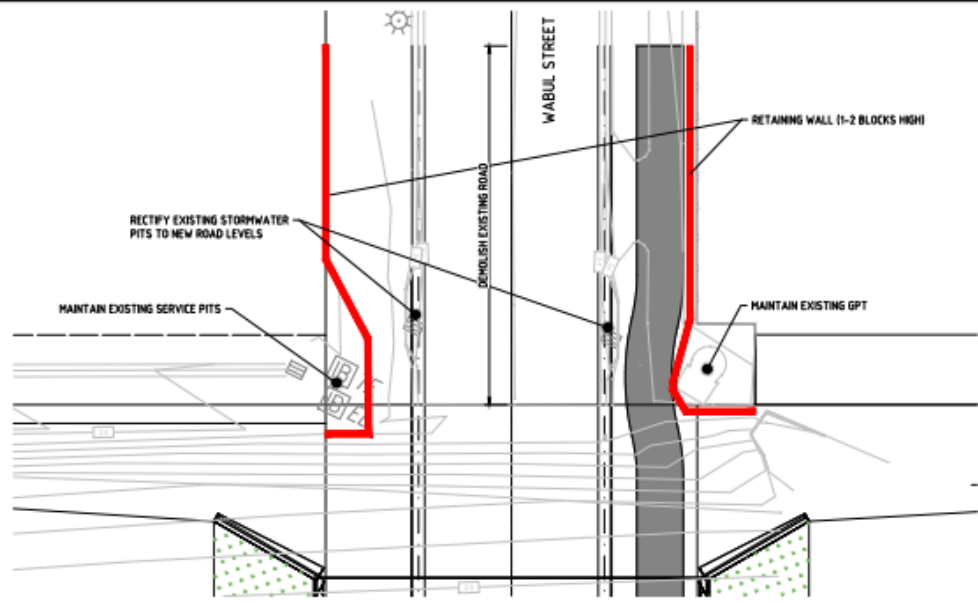 WABUL STREET
RETAINING WALL (1-2 BLOCKS HIGH)
DEMOLISH EXISTING ROAD
RECTIFY EXISTING STORMWATER
PITS TO NEW ROAD LEVELS
MAINTAIN EXISTING SERVICE PITS
MAINTAIN EXISTING GPT